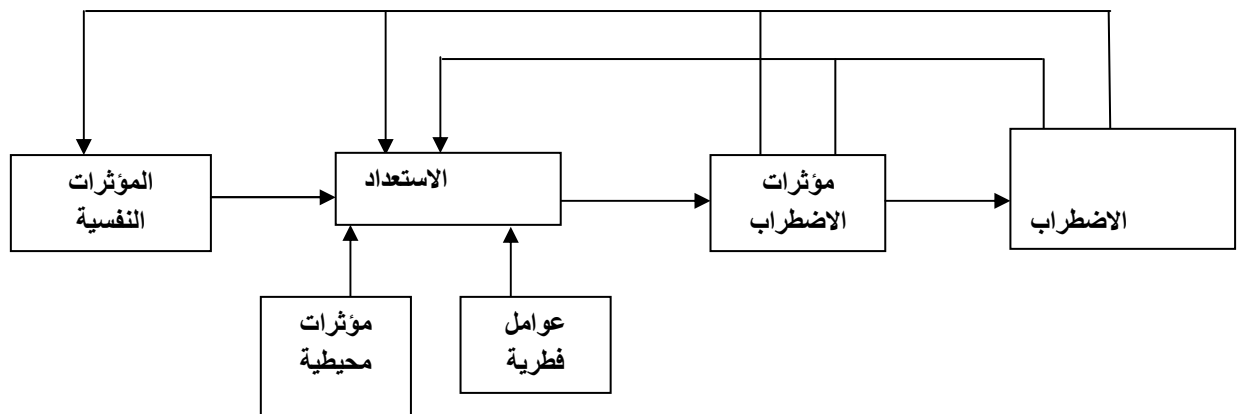 المؤثرات
النفسية
الاستعداد
مؤثرات
الاضطراب
الاضطراب
مؤثرات
محيطية
عوامل
فطرية